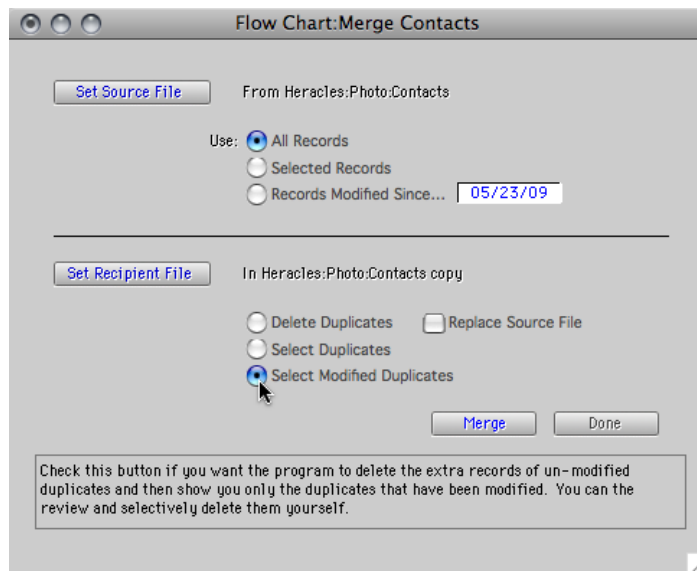 Flow Chart:Merge Contacts
Set Source File From Heracles:Photo:Contacts
Use: All Records
Selected Records
Records Modified Since... 05/23/09
Set Recipient File In Heracles:Photo:Contacts copy
Delete Duplicates Replace Source File
Select Duplicates
Select Modified Duplicates
Merge Done
Check this button if you want the program to delete the extra records of un-modified
duplicates and then show you only the duplicates that have been modified. You can the
review and selectively delete them yourself.